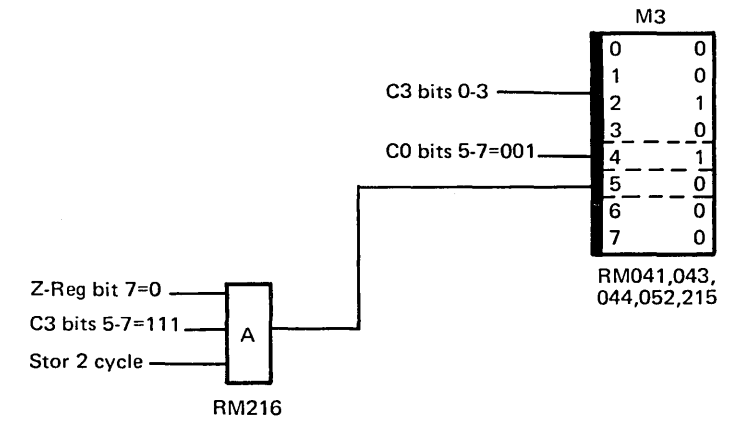 M3
0 0
1 0
C3 bits 0-3
2 1
3 0
C0 bits 5-7=001
4 1
5 0
6 0
7 0
RM041,043,
044,052,215
Z-Reg bit 7=0
C3 bits 5-7=111
A
Stor 2 cycle
RM216